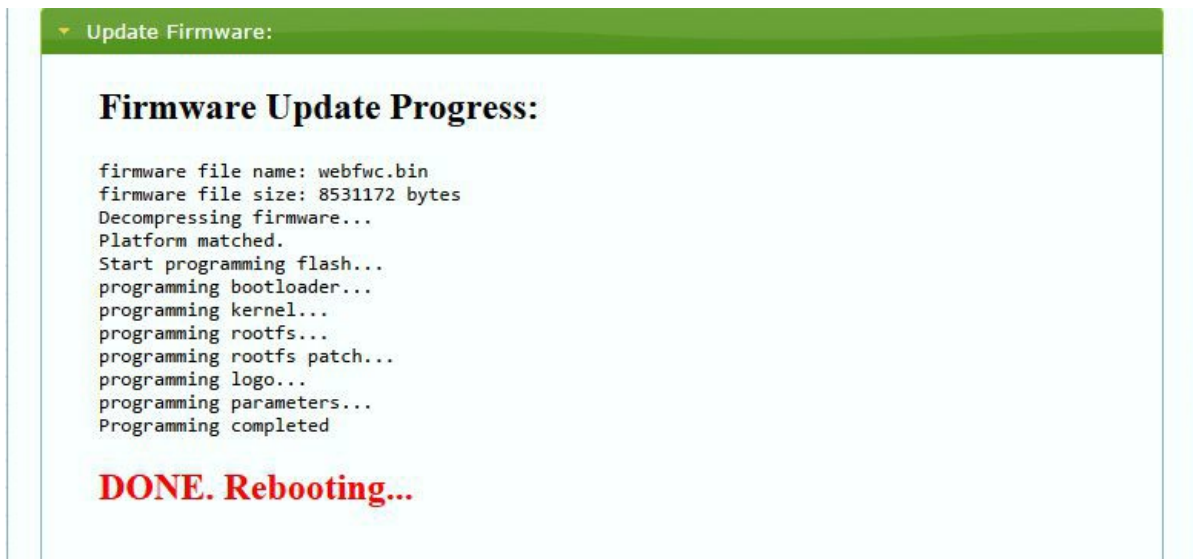 Update Firmware:
Firmware Update Progress:
firmware file name: webfwc.bin
firmware file size: 8531172 bytes
Decompressing firmware...
Platform matched.
Start programming flash...
programming bootloader...
programming kernel...
programming rootfs...
programming rootfs patch...
programming logo...
programming parameters...
Programming completed
DONE. Rebooting...